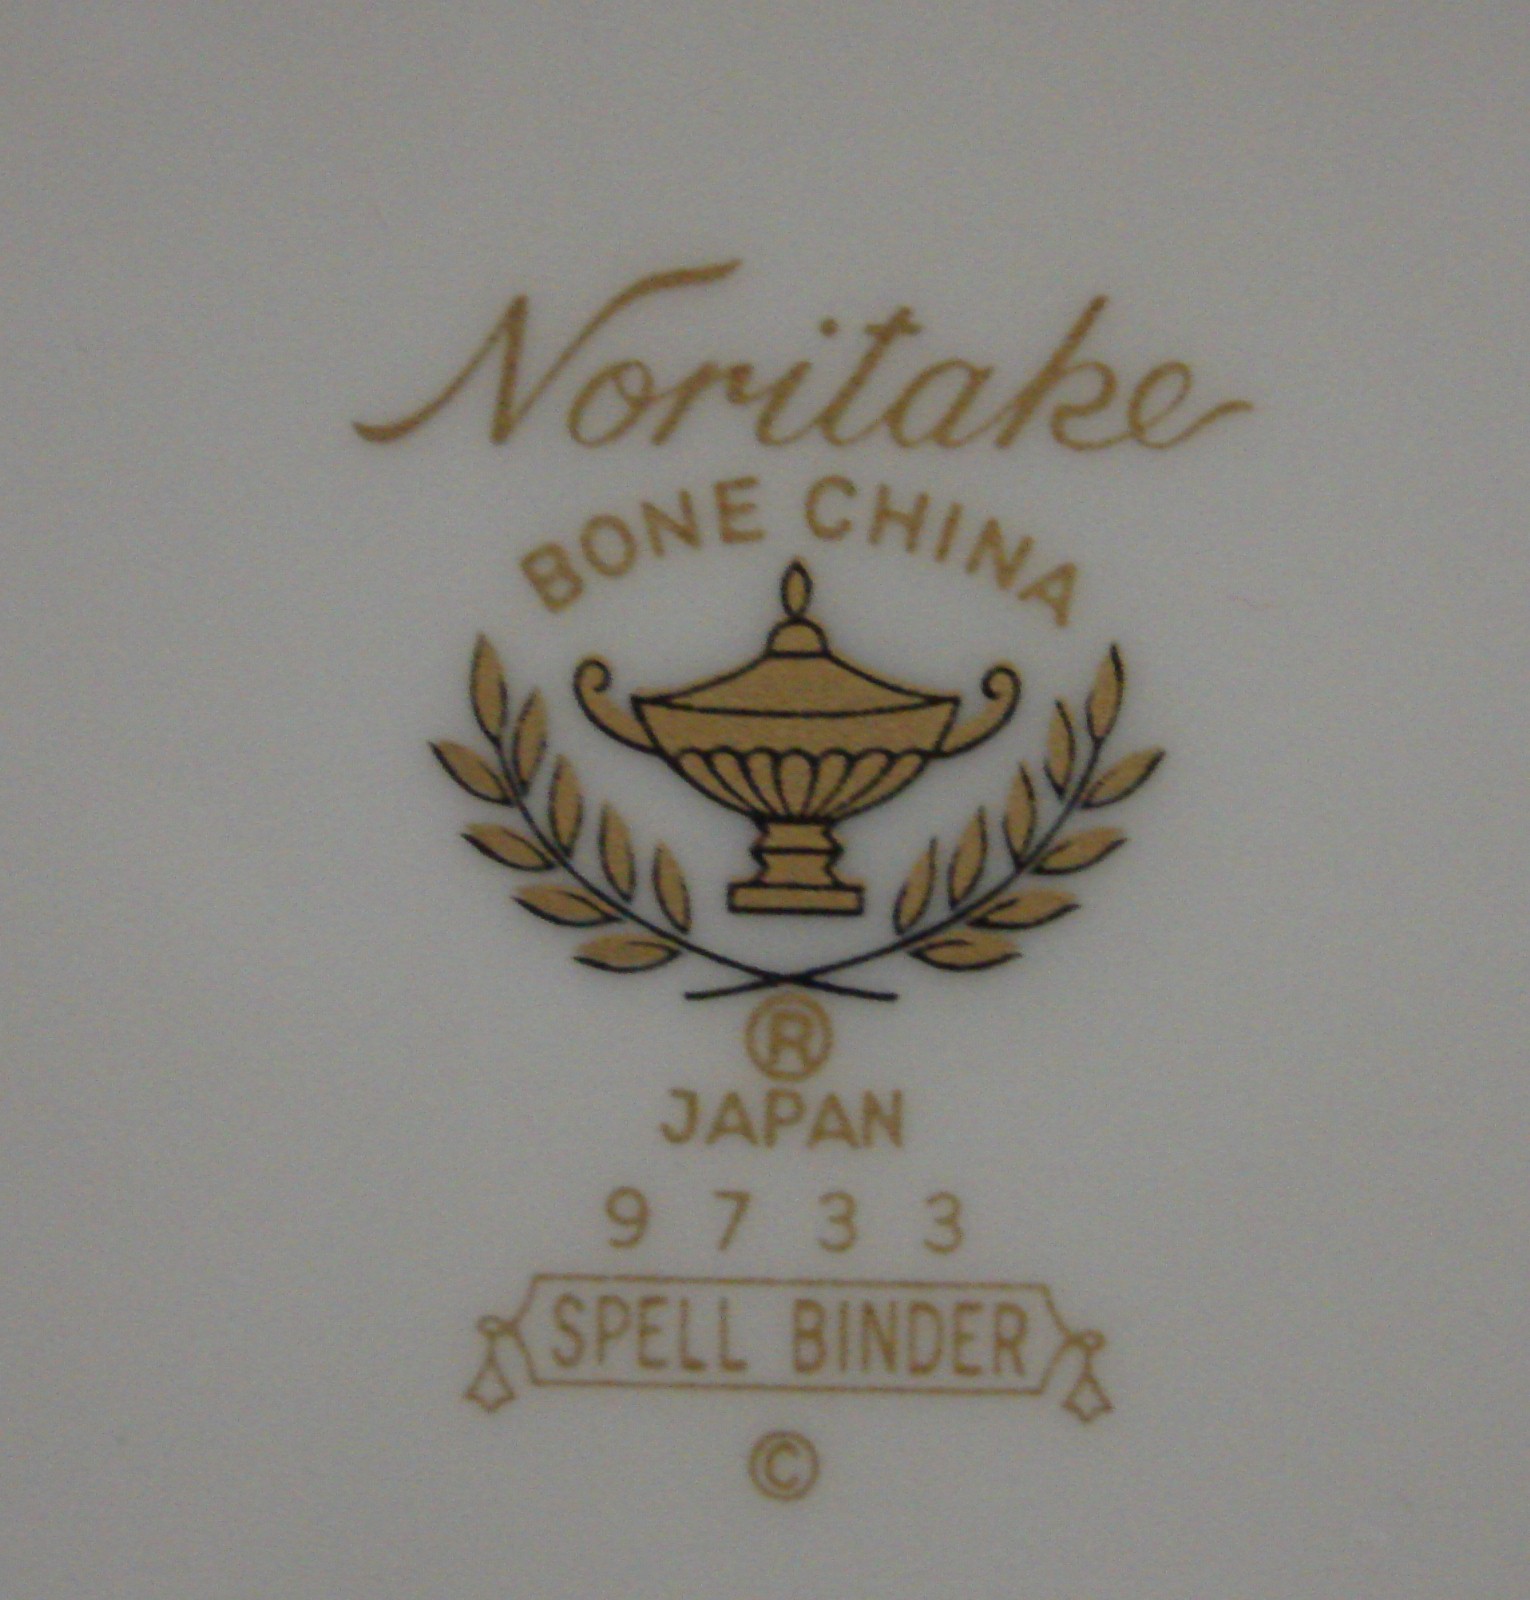 Noritake
BONE CHINA
®
JAPAN
9733
SPELL BINDER
©